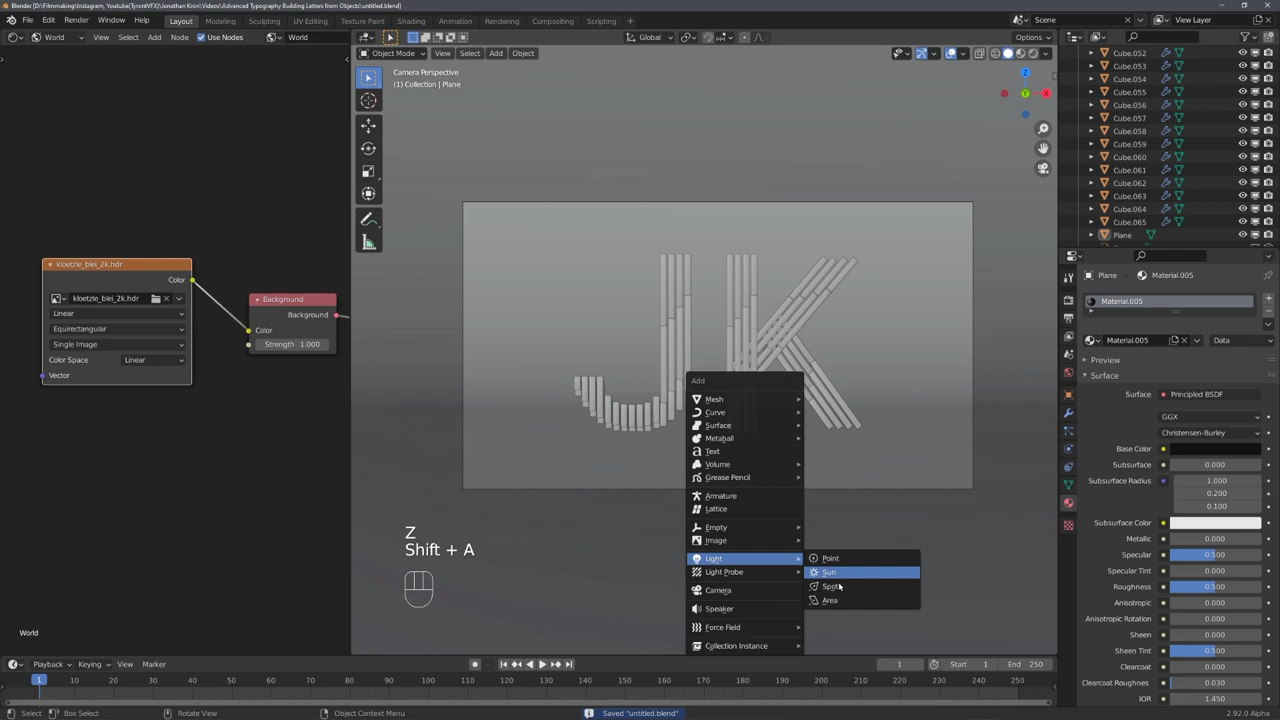 Blender [D:\Filmmaking\Instagram, Youtube\TyrontVFX\Jonathan Kron\Videos\Advanced Typography Building Letters from Objects\untitled.blend]
File Edit Render Window Help Layout Modeling Sculpting UV Editing Texture Paint Shading Animation Rendering Compositing Scripting Scene View Layer
World View Select Add Node Use Nodes World Global Options
Object Mode View Select Add Object
Camera Perspective
(1) Collection | Plane
Z
X
Y
Cube.052
Cube.053
Cube.054
Cube.055
Cube.056
Cube.057
Cube.058
Cube.059
Cube.060
Cube.061
Cube.062
Cube.063
Cube.064
Cube.065
Plane
kloetzle_blei_2k.hdr
Color
kloetzle_blei_2k.hdr
Linear
Equirectangular
Single Image
Color Space Linear
Vector
Background
Background
Color
Strength 1.000
JK
Add
Mesh
Curve
Surface
Metaball
Text
Volume
Grease Pencil
Armature
Lattice
Empty
Image
Light
Light Probe
Camera
Speaker
Force Field
Collection Instance
Point
Sun
Spot
Area
Z
Shift + A
World
Plane Material.005
Material.005
Material.005 Data
Preview
Surface
Surface Principled BSDF
GGX
Christensen-Burley
Base Color
Subsurface 0.000
Subsurface Radius 1.000
0.200
0.100
Subsurface Color
Metallic 0.000
Specular 0.500
Specular Tint 0.000
Roughness 0.500
Anisotropic 0.000
Anisotropic Rotation 0.000
Sheen 0.000
Sheen Tint 0.500
Clearcoat 0.000
Clearcoat Roughnes 0.030
IOR 1.450
Playback Keying View Marker 1 Start 1 End 250
1 10 20 30 40 50 60 70 80 90 100 110 120 130 140 150 160 170 180 190 200 210 220 230 240 250
Select Box Select Rotate View Object Context Menu Saved "untitled.blend" 2.92.0 Alpha